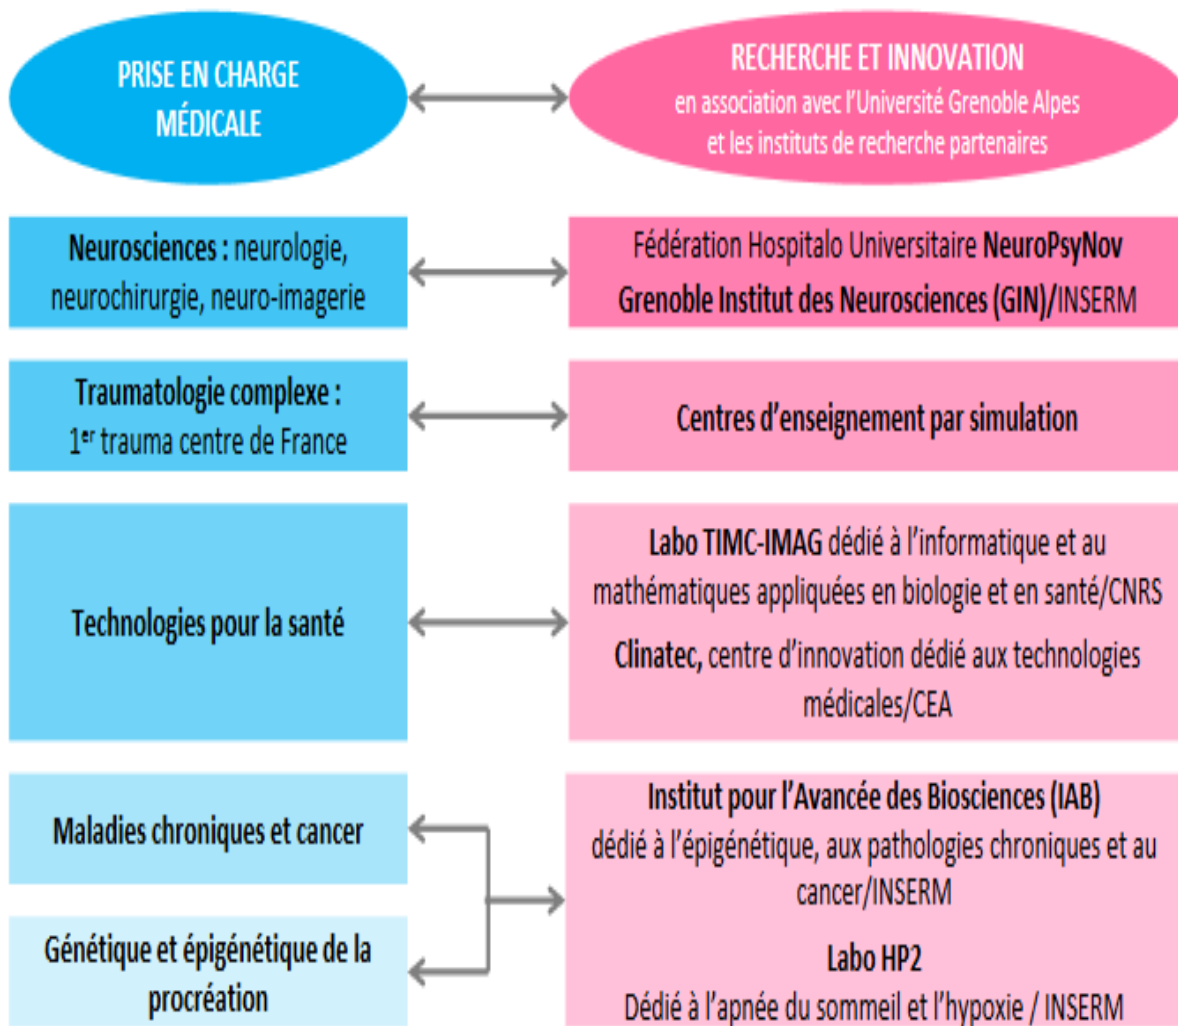 PRISE EN CHARGE
MÉDICALE
RECHERCHE ET INNOVATION
en association avec l'Université Grenoble Alpes
et les instituts de recherche partenaires
Neurosciences : neurologie,
neurochirurgie, neuro-imagerie
Fédération Hospitalo Universitaire NeuroPsyNov
Grenoble Institut des Neurosciences (GIN)/INSERM
Traumatologie complexe :
1er trauma centre de France
Centres d'enseignement par simulation
Technologies pour la santé
Labo TIMC-IMAG dédié à l'informatique et au
mathématiques appliquées en biologie et en santé/CNRS
Clinatec, centre d'innovation dédié aux technologies
médicales/CEA
Maladies chroniques et cancer
Génétique et épigénétique de la
procréation
Institut pour l'Avancée des Biosciences (IAB)
dédié à l'épigénétique, aux pathologies chroniques et au
cancer/INSERM
Labo HP2
Dédié à l'apnée du sommeil et l'hypoxie / INSERM